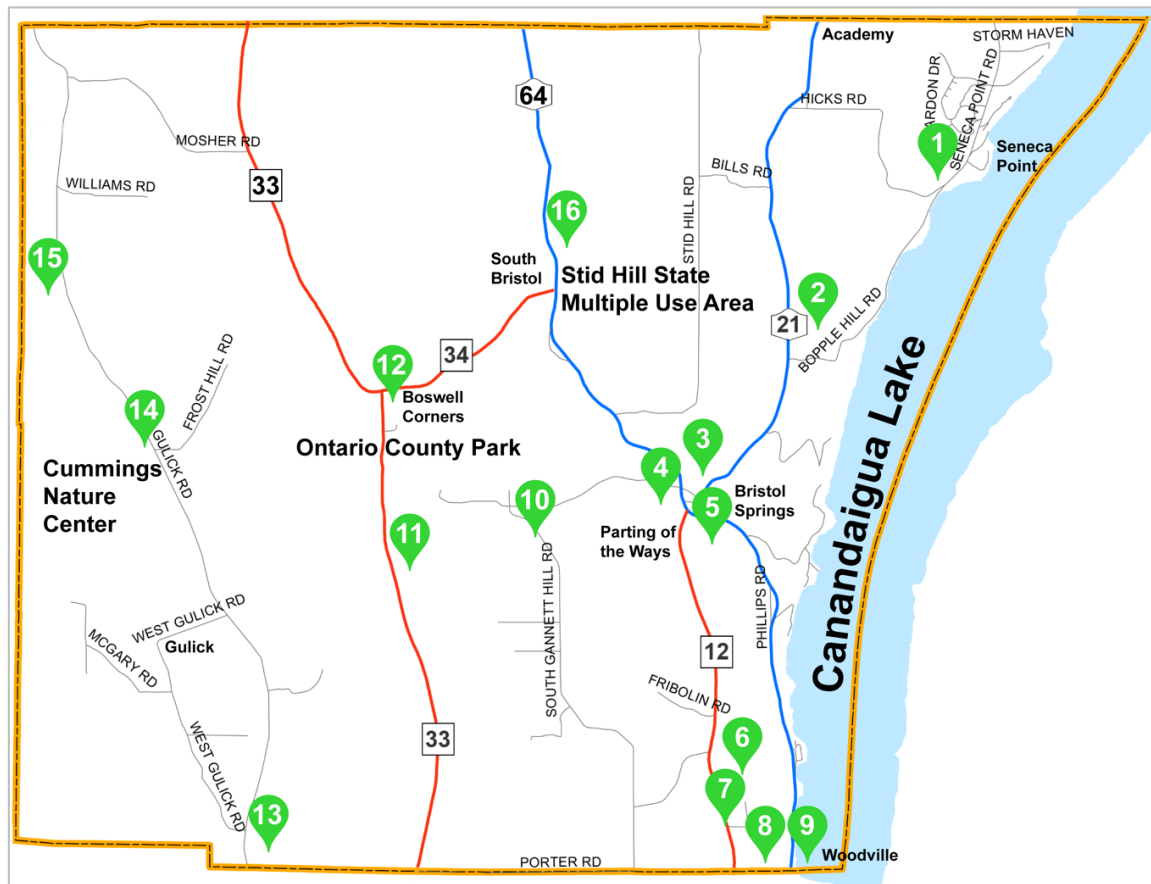 Academy
STORM HAVEN
64
HICKS RD
ARDON DR
SENECA POINT RD
MOSHER RD
1
Seneca
Point
33
WILLIAMS RD
BILLS RD
STID HILL RD
16
15
South
Bristol
Stid Hill State
Multiple Use Area
2
21
BOPPLE HILL RD
34
12
Boswell
Corners
FROST HILL RD
14
GULICK RD
Ontario County Park
Canandaigua Lake
3
4
Cummings
Nature
Center
10
5
Bristol
Springs
11
Parting of
the Ways
SOUTH GANNETT HILL RD
PHILLIPS RD
WEST GULICK RD
Gulick
MCGARY RD
12
FRIBOLIN RD
33
WEST GULICK RD
6
7
13
8
9
PORTER RD
Woodville